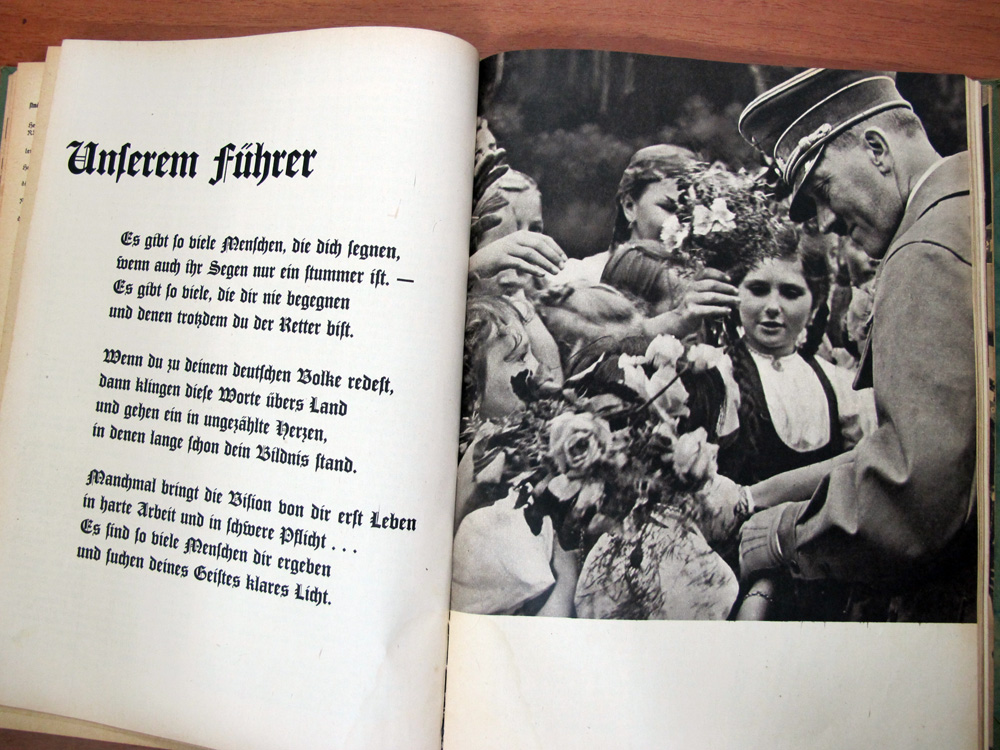 Unserem Führer
Es gibt so viele Menschen, die dich segnen,
wenn auch ihr Segen nur ein stummer ist. —
Es gibt so viele, die dir nie begegnen
und denen trotzdem du der Retter bist.
Wenn du zu deinem deutschen Volke redest,
dann klingen diese Worte übers Land
und gehen ein in ungezählte Herzen,
in denen lange schon dein Bildnis stand.
Manchmal bringt die Vision von dir erst Leben
in harte Arbeit und in schwere Pflicht . . .
Es sind so viele Menschen dir ergeben
und suchen deines Geistes klares Licht.